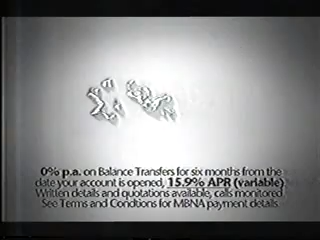 0% p.a. on Balance Transfers for six months from the
date your account is opened, 15.9% APR (variable)
Written details and quotations available, calls monitored.
See Terms and Conditions for MBNA payment details